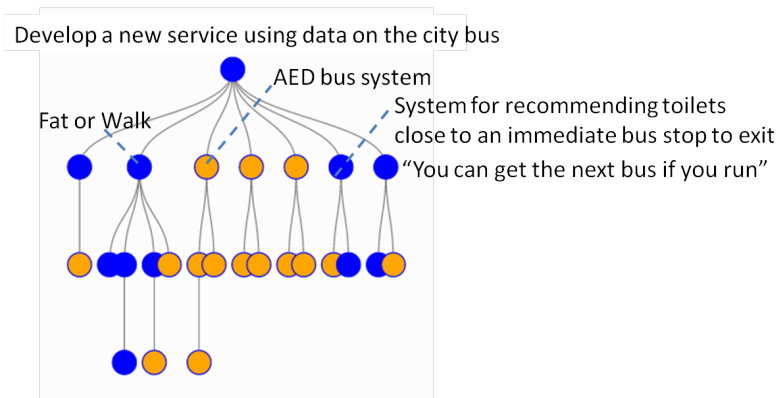 Develop a new service using data on the city bus
AED bus system
Fat or Walk
System for recommending toilets
close to an immediate bus stop to exit
“You can get the next bus if you run”